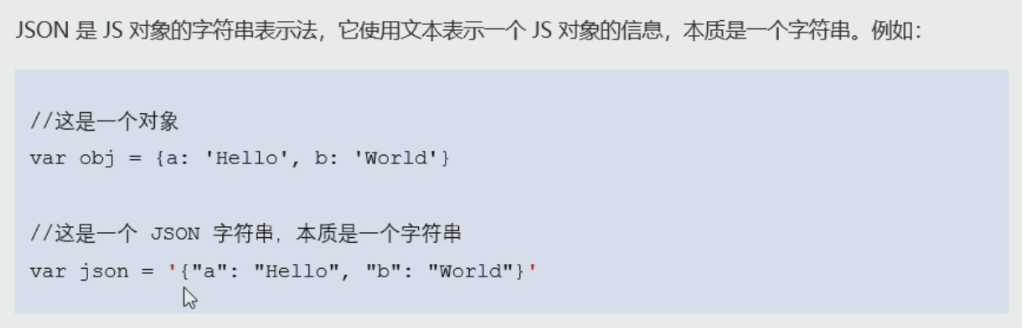 JSON 是 JS 对象的字符串表示法，它使用文本表示一个 JS 对象的信息，本质是一个字符串。例如：
//这是一个对象
var obj = {a: 'Hello', b: 'World'}
//这是一个 JSON 字符串，本质是一个字符串
var json = '{"a": "Hello", "b": "World"}'